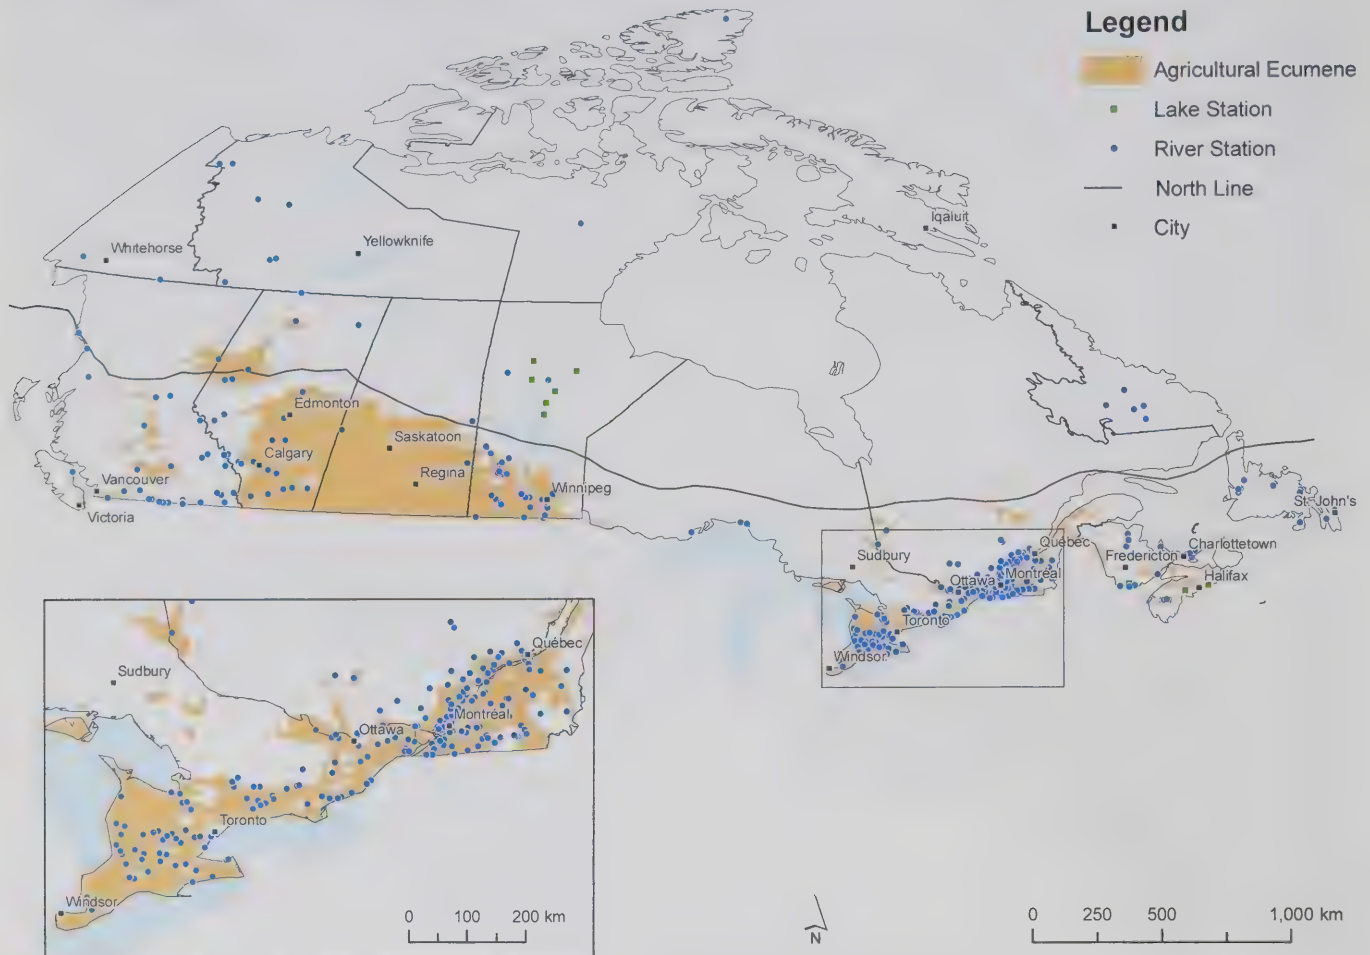 Legend
Agricultural Ecumene
Lake Station
River Station
North Line
City
Iqaluit
Whitehorse
Yellowknife
Edmonton
Saskatoon
Calgary
Regina
Vancouver
Winnipeg
Victoria
St. John's
Sudbury
Québec
Charlottetown
Fredericton
Ottawa
Montréal
Halifax
Toronto
Windsor
Sudbury
Québec
Montréal
Ottawa
Toronto
Windsor
0 100 200 km
N
0 250 500 1,000 km